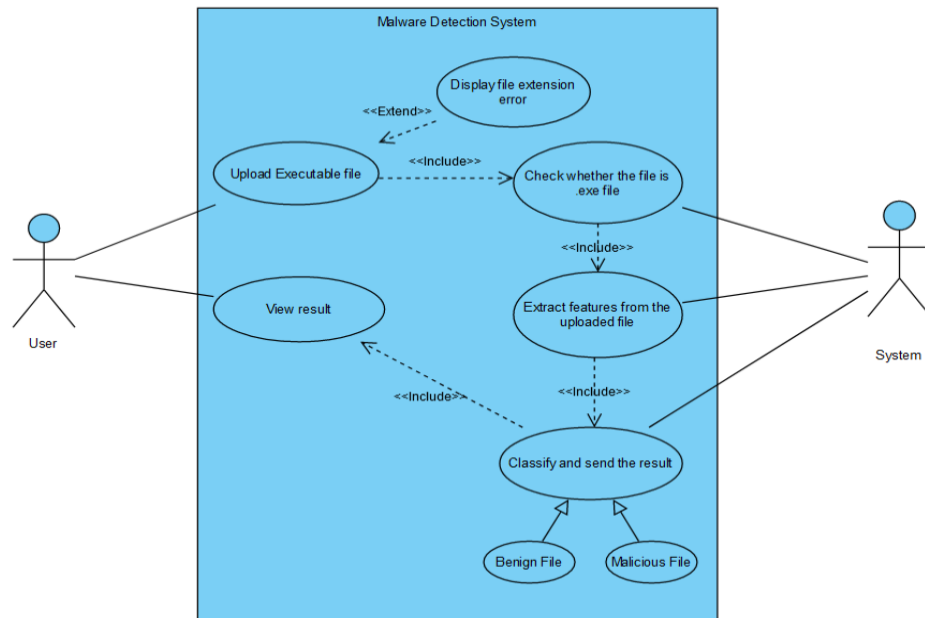 Malware Detection System
Display file extension
error
<<Extend>>
<<Include>>
Upload Executable file
Check whether the file is
.exe file
<<Include>>
View result
Extract features from the
uploaded file
User
System
<<Include>>
<<Include>>
Classify and send the result
Benign File
Malicious File